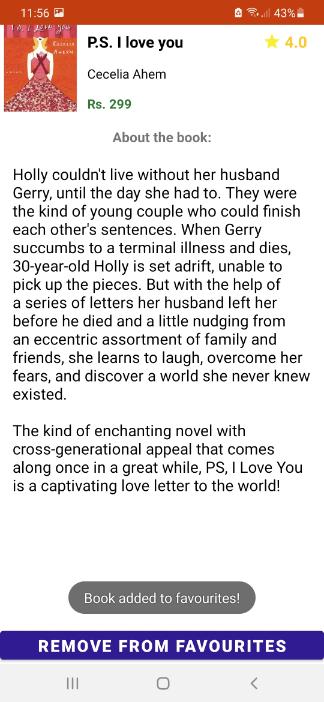 11:56 43%
P.S. I love you
CECELIA
AHERN
P.S. I love you 4.0
Cecelia Ahem
Rs. 299
About the book:
Holly couldn't live without her husband
Gerry, until the day she had to. They were
the kind of young couple who could finish
each other's sentences. When Gerry
succumbs to a terminal illness and dies,
30-year-old Holly is set adrift, unable to
pick up the pieces. But with the help of
a series of letters her husband left her
before he died and a little nudging from
an eccentric assortment of family and
friends, she learns to laugh, overcome her
fears, and discover a world she never knew
existed.
The kind of enchanting novel with
cross-generational appeal that comes
along once in a great while, PS, I Love You
is a captivating love letter to the world!
Book added to favourites!
REMOVE FROM FAVOURITES